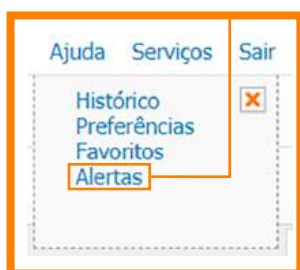 Ajuda Serviços Sair
Histórico
Preferências
Favoritos
Alertas